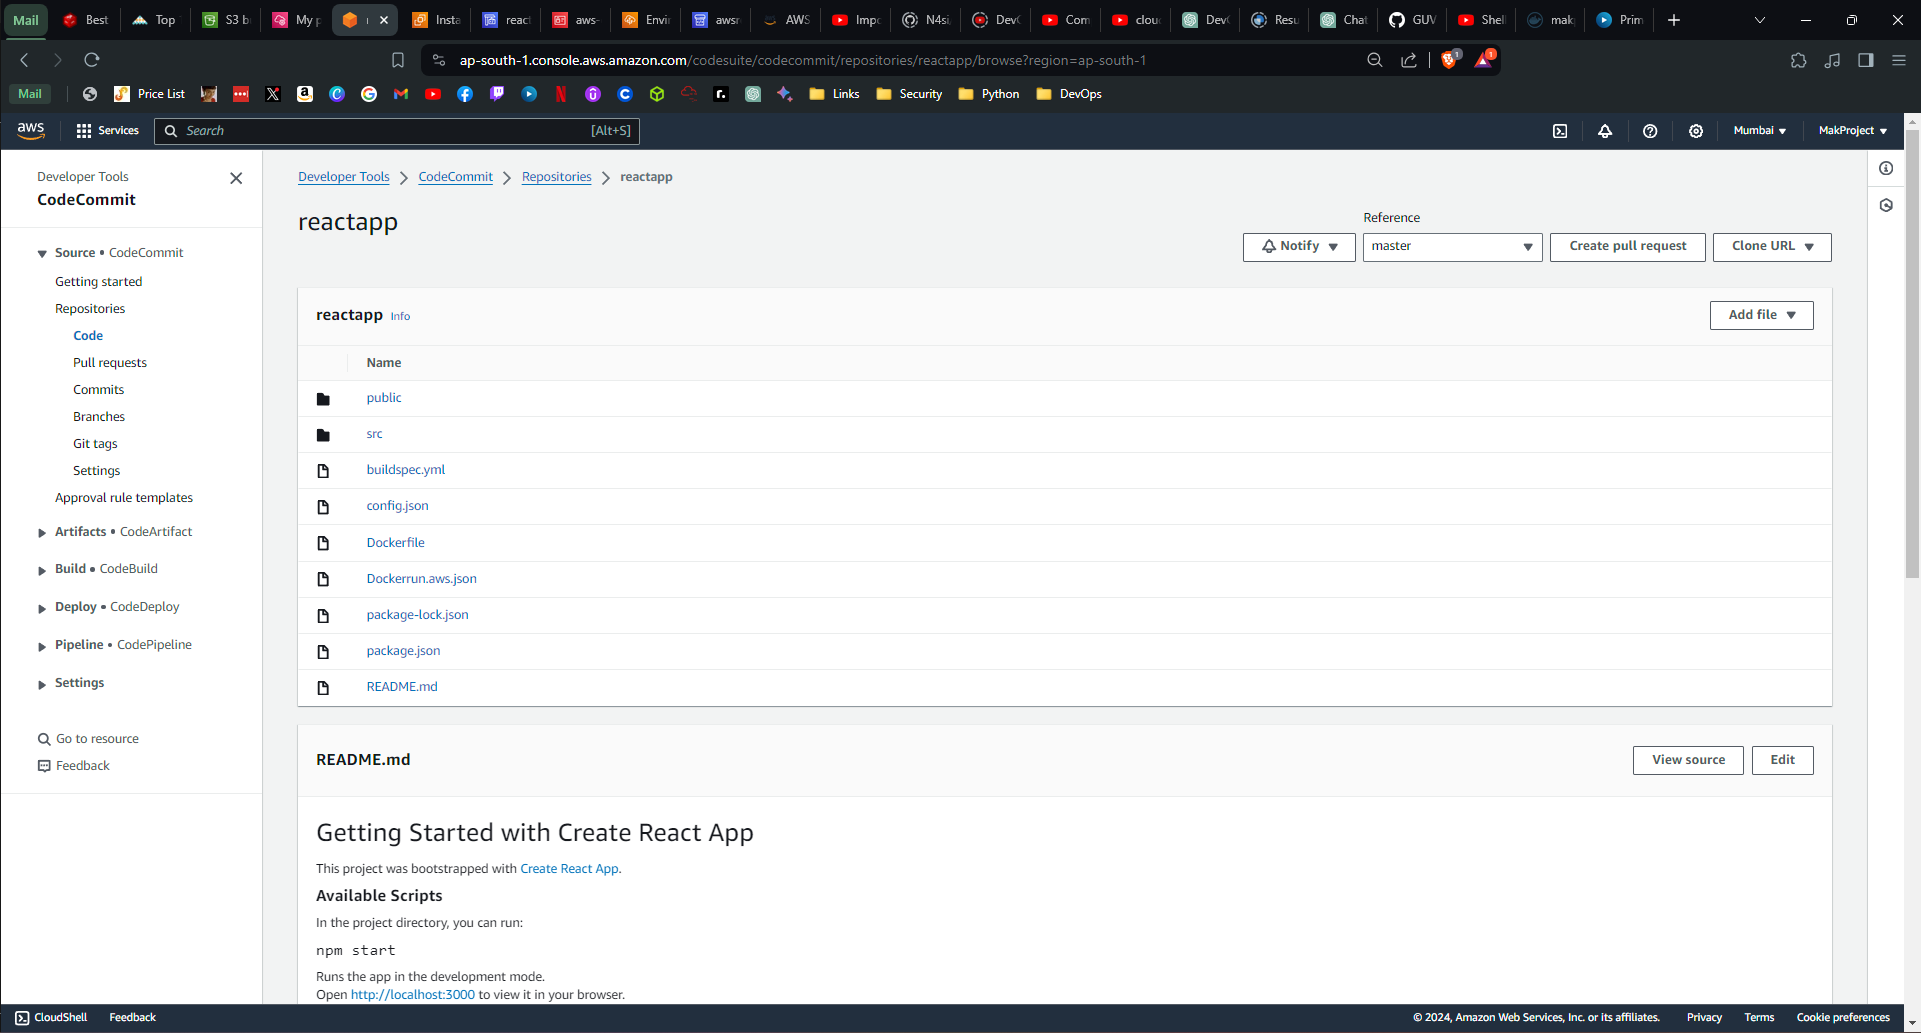 Mail Best Top S3 b My p Insta react aws- Envir awsr AWS Impo N4si DevO Com cloud DevO Resu Chat GUV Shell mak Prim
ap-south-1.console.aws.amazon.com/codesuite/codecommit/repositories/reactapp/browse?region=ap-south-1
Mail Price List Links Security Python DevOps
aws Services Search [Alt+S] Mumbai MakProject
Developer Tools
CodeCommit
Source • CodeCommit
Getting started
Repositories
Code
Pull requests
Commits
Branches
Git tags
Settings
Approval rule templates
Artifacts • CodeArtifact
Build • CodeBuild
Deploy • CodeDeploy
Pipeline • CodePipeline
Settings
Go to resource
Feedback
Developer Tools CodeCommit Repositories reactapp
reactapp
Reference
Notify master Create pull request Clone URL
reactapp Info Add file
Name
public
src
buildspec.yml
config.json
Dockerfile
Dockerrun.aws.json
package-lock.json
package.json
README.md
README.md View source Edit
Getting Started with Create React App
This project was bootstrapped with Create React App.
Available Scripts
In the project directory, you can run:
npm start
Runs the app in the development mode.
Open http://localhost:3000 to view it in your browser.
CloudShell Feedback © 2024, Amazon Web Services, Inc. or its affiliates. Privacy Terms Cookie preferences